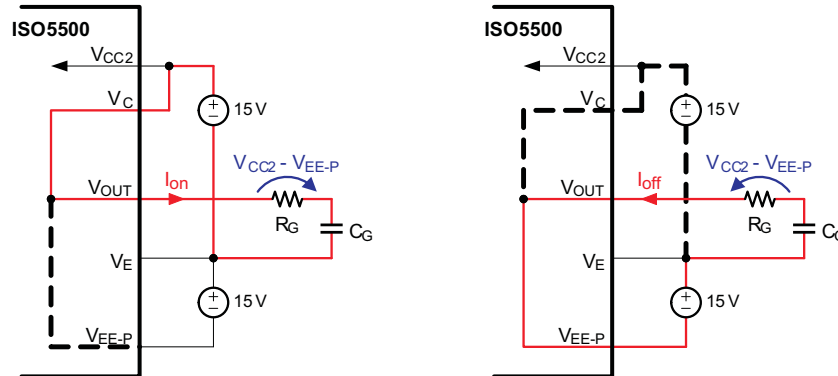 ISO5500
VCC2
VC
15 V
VCC2 - VEE-P
Ion
VOUT
RG
CG
VE
15 V
VEE-P
ISO5500
VCC2
VC
15 V
VCC2 - VEE-P
Ioff
VOUT
RG
VE
15 V
VEE-P